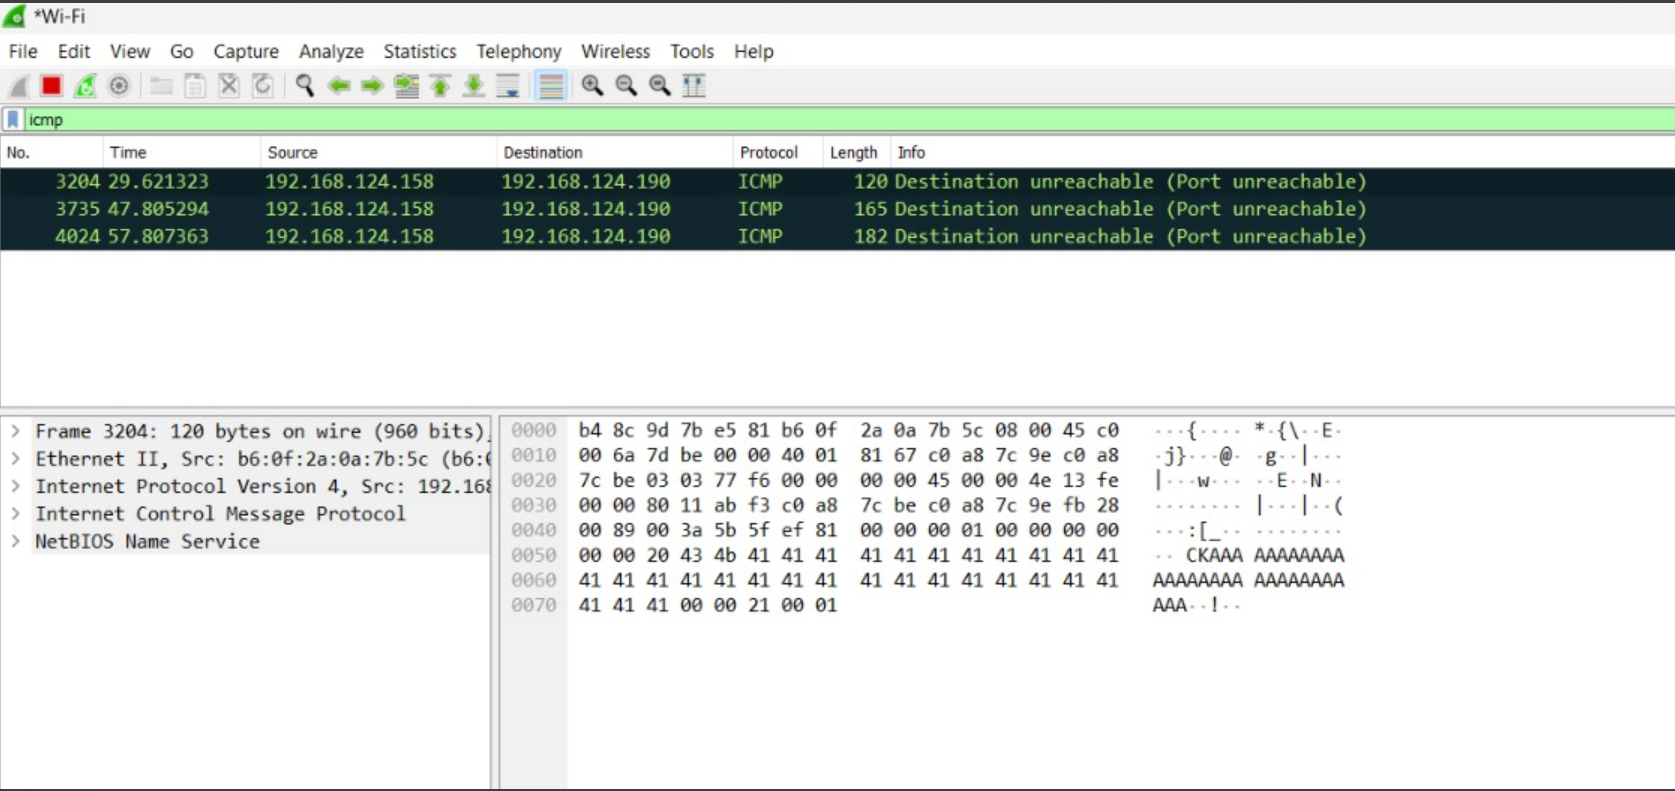 *Wi-Fi
File Edit View Go Capture Analyze Statistics Telephony Wireless Tools Help
icmp
No. Time Source Destination Protocol Length Info
3204 29.621323 192.168.124.158 192.168.124.190 ICMP 120 Destination unreachable (Port unreachable)
3735 47.805294 192.168.124.158 192.168.124.190 ICMP 165 Destination unreachable (Port unreachable)
4024 57.807363 192.168.124.158 192.168.124.190 ICMP 182 Destination unreachable (Port unreachable)
> Frame 3204: 120 bytes on wire (960 bits),
> Ethernet II, Src: b6:0f:2a:0a:7b:5c (b6:0
> Internet Protocol Version 4, Src: 192.168
> Internet Control Message Protocol
> NetBIOS Name Service
0000 b4 8c 9d 7b e5 81 b6 0f 2a 0a 7b 5c 08 00 45 c0 ···{···· *·{\··E·
0010 00 6a 7d be 00 00 40 01 81 67 c0 a8 7c 9e c0 a8 ·j}···@· ·g··|···
0020 7c be 03 03 77 f6 00 00 00 00 45 00 00 4e 13 fe |···w··· ··E··N··
0030 00 00 80 11 ab f3 c0 a8 7c be c0 a8 7c 9e fb 28 ········ |···|··(
0040 00 89 00 3a 5b 5f ef 81 00 00 00 01 00 00 00 00 ···:[_·· ········
0050 00 00 20 43 4b 41 41 41 41 41 41 41 41 41 41 41 ·· CKAAA AAAAAAAA
0060 41 41 41 41 41 41 41 41 41 41 41 41 41 41 41 41 AAAAAAAA AAAAAAAA
0070 41 41 41 00 00 21 00 01 AAA··!··